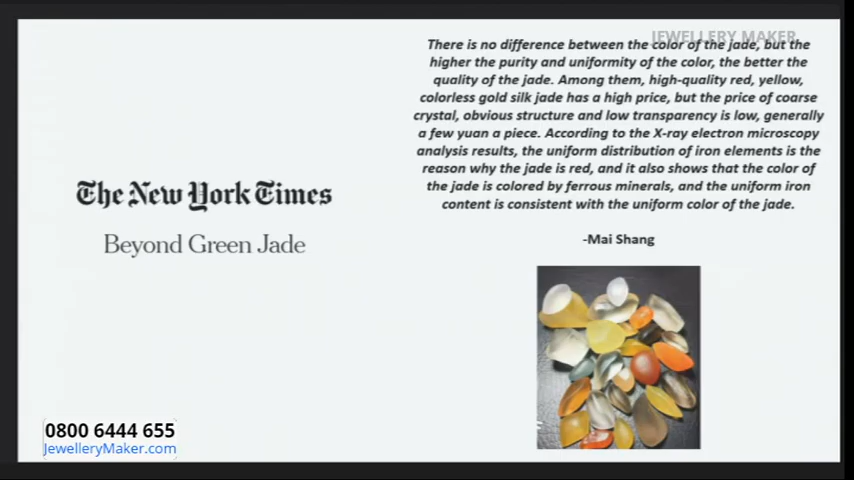 JEWELLERY MAKER
There is no difference between the color of the jade, but the
higher the purity and uniformity of the color, the better the
quality of the jade. Among them, high-quality red, yellow,
colorless gold silk jade has a high price, but the price of coarse
crystal, obvious structure and low transparency is low, generally
a few yuan a piece. According to the X-ray electron microscopy
analysis results, the uniform distribution of iron elements is the
reason why the jade is red, and it also shows that the color of
the jade is colored by ferrous minerals, and the uniform iron
content is consistent with the uniform color of the jade.
-Mai Shang
The New York Times
Beyond Green Jade
0800 6444 655
JewelleryMaker.com